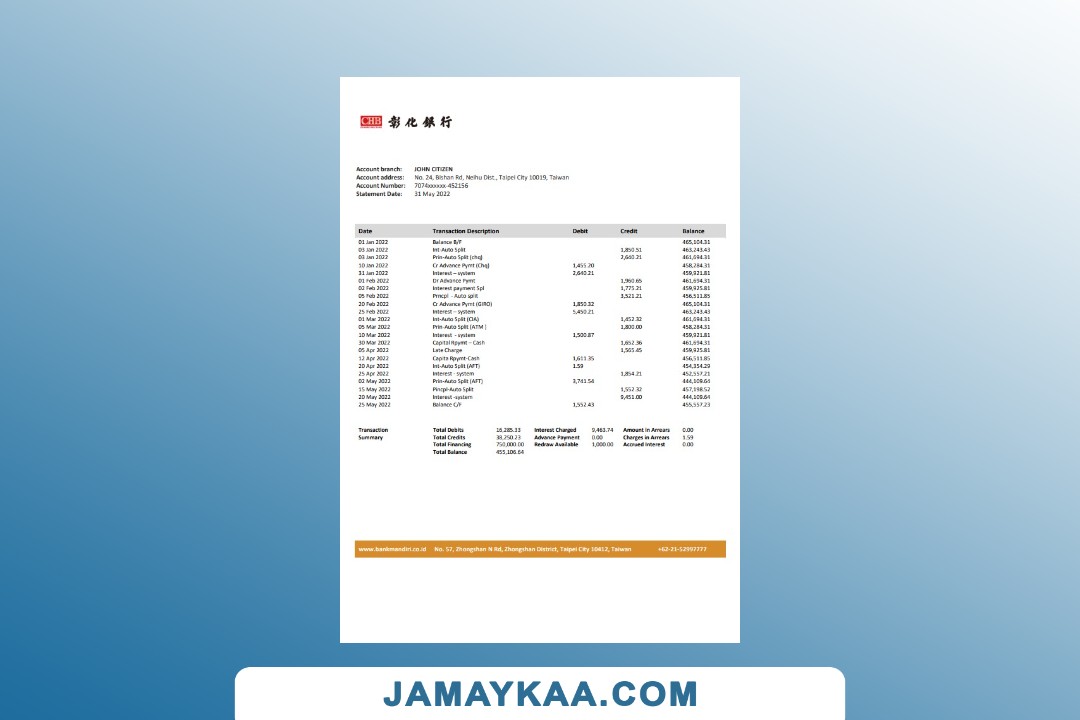 CHB 彰化銀行
Account branch: JOHN CITIZEN
Account address: No. 24, Bishan Rd, Neihu Dist., Taipei City 10019, Taiwan
Account Number: 7074xxxxxx-452156
Statement Date: 31 May 2022
Date Transaction Description Debit Credit Balance
01 Jan 2022 Balance B/F 465,104.31
03 Jan 2022 Int-Auto Split 1,850.51 463,243.43
03 Jan 2022 Prin-Auto Split (chq) 2,640.21 461,694.31
10 Jan 2022 Cr Advance Pymt (Chq) 1,455.20 458,284.31
31 Jan 2022 Interest – system 2,640.21 459,921.81
01 Feb 2022 Dr Advance Pymt 1,960.65 461,694.31
02 Feb 2022 Interest payment Spl 1,775.21 459,925.81
05 Feb 2022 Prncpl - Auto split 3,521.21 456,511.85
20 Feb 2022 Cr Advance Pymt (GIRO) 1,850.32 465,104.31
25 Feb 2022 Interest – system 5,450.21 463,243.43
01 Mar 2022 Int-Auto Split (CIA) 1,452.32 461,694.31
05 Mar 2022 Prin-Auto Split (ATM ) 1,800.00 458,284.31
10 Mar 2022 Interest – system 1,500.87 459,921.81
30 Mar 2022 Capital Rpymt – Cash 1,652.36 461,694.31
05 Apr 2022 Late Charge 1,565.45 459,925.81
12 Apr 2022 Capita Rpymt-Cash 1,611.35 456,511.85
20 Apr 2022 Int-Auto Split (AFT) 1.59 454,354.29
25 Apr 2022 Interest - system 1,854.21 452,557.21
02 May 2022 Prin-Auto Split (AFT) 3,741.54 444,109.64
15 May 2022 Pincpl-Auto Split 1,552.32 457,198.52
20 May 2022 Interest -system 9,451.00 444,109.64
25 May 2022 Balance C/F 1,552.43 455,557.23
Transaction Total Debits 16,285.33 Interest Charged 9,463.74 Amount in Arrears 0.00
Summary Total Credits 38,250.23 Advance Payment 0.00 Charges in Arrears 1.59
Total Financing 750,000.00 Redraw Available 1,000.00 Accrued Interest 0.00
Total Balance 455,106.64
www.bankmendiri.co.id No. 57, Zhongshan N Rd, Zhongshan District, Taipei City 10412, Taiwan +62-21-52997777
JAMAYKAA.COM